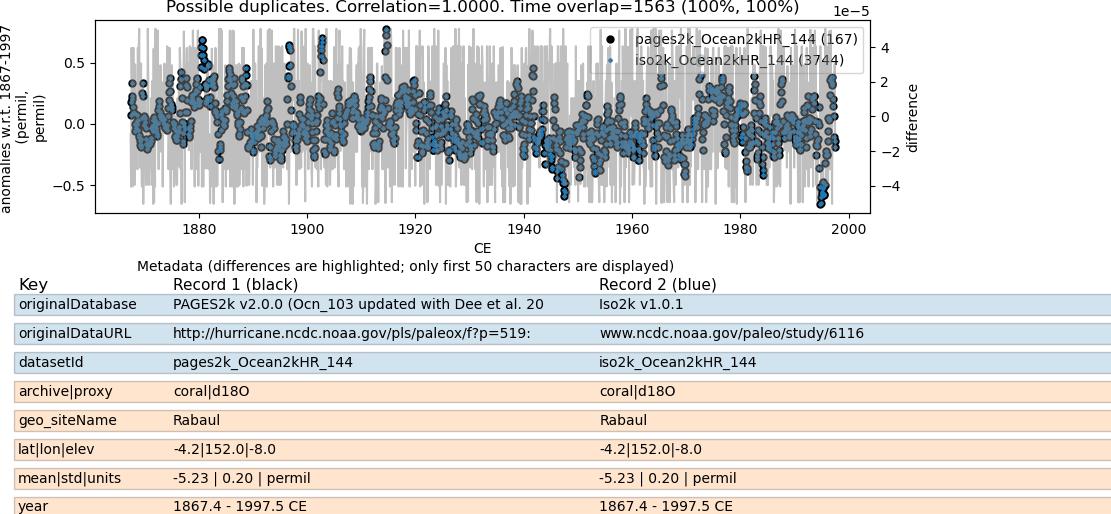 Possible duplicates. Correlation=1.0000. Time overlap=1563 (100%, 100%)
1e−5
anomalies w.r.t. 1867-1997
(permil,
permil)
0.5
0.0
−0.5
pages2k_Ocean2kHR_144 (167)
iso2k_Ocean2kHR_144 (3744)
4
2
0
−2
−4
difference
1880 1900 1920 1940 1960 1980 2000
CE
Metadata (differences are highlighted; only first 50 characters are displayed)
Key Record 1 (black) Record 2 (blue)
originalDatabase PAGES2k v2.0.0 (Ocn_103 updated with Dee et al. 20 Iso2k v1.0.1
originalDataURL http://hurricane.ncdc.noaa.gov/pls/paleox/f?p=519: www.ncdc.noaa.gov/paleo/study/6116
datasetId pages2k_Ocean2kHR_144 iso2k_Ocean2kHR_144
archive|proxy coral|d18O coral|d18O
geo_siteName Rabaul Rabaul
lat|lon|elev -4.2|152.0|-8.0 -4.2|152.0|-8.0
mean|std|units -5.23 | 0.20 | permil -5.23 | 0.20 | permil
year 1867.4 - 1997.5 CE 1867.4 - 1997.5 CE